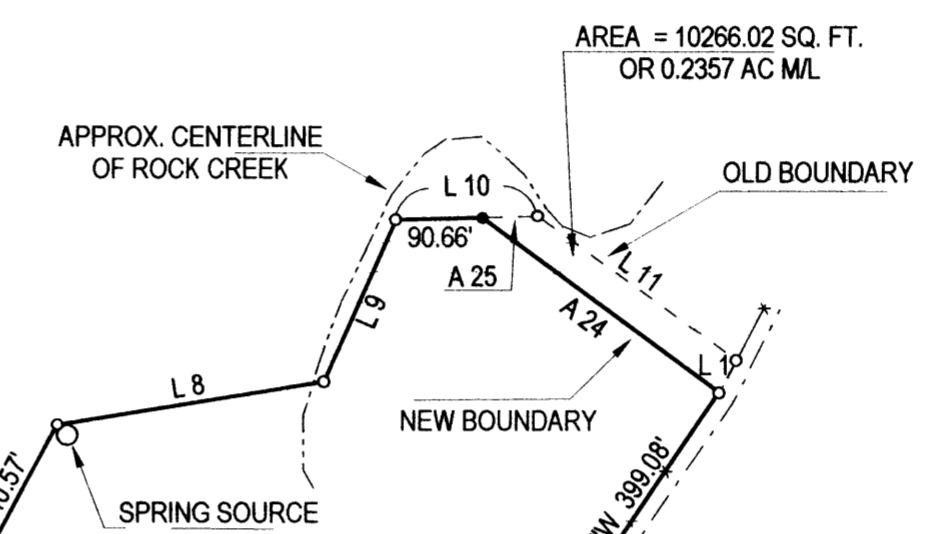 AREA = 10266.02 SQ. FT.
OR 0.2357 AC M/L
APPROX. CENTERLINE
OF ROCK CREEK
OLD BOUNDARY
L 10
90.66'
A 25
L 11
L 9
A 24
L 1
L 8
NEW BOUNDARY
399.08'
SPRING SOURCE